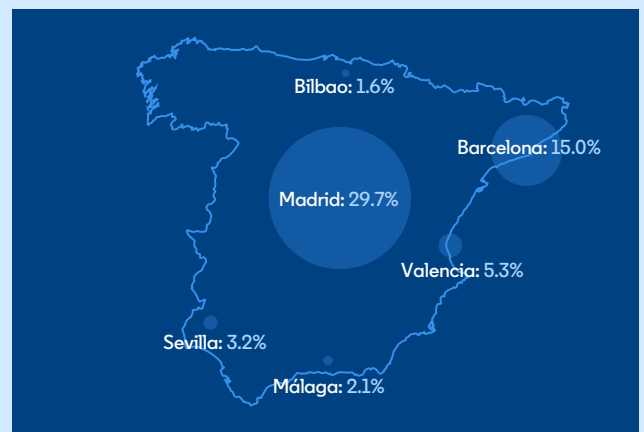 Bilbao: 1.6%
Barcelona: 15.0%
Madrid: 29.7%
Valencia: 5.3%
Sevilla: 3.2%
Málaga: 2.1%